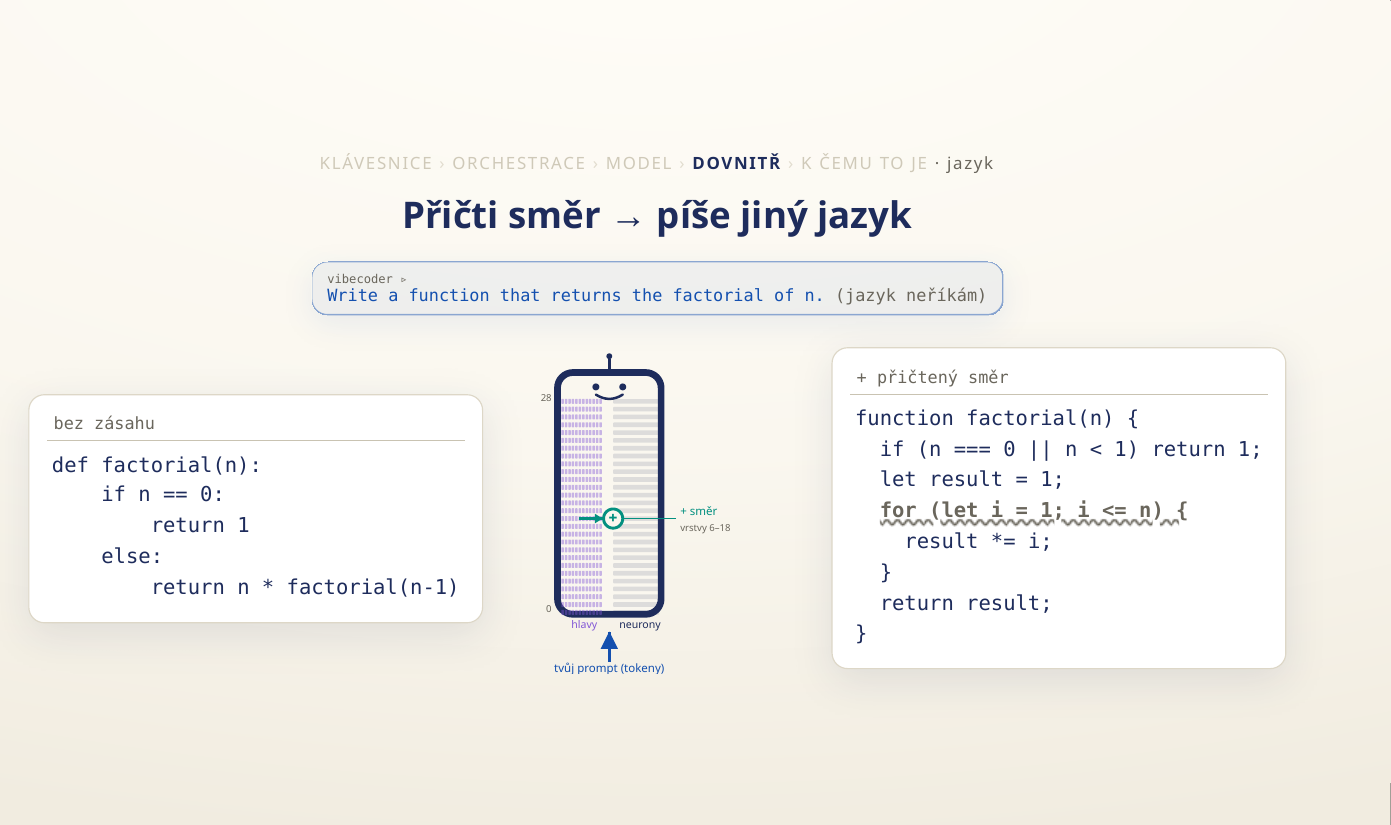 KLÁVESNICE › ORCHESTRACE › MODEL › DOVNITŘ › K ČEMU TO JE · jazyk
Přičti směr → píše jiný jazyk
vibecoder ▹
Write a function that returns the factorial of n. (jazyk neříkám)
bez zásahu
def factorial(n):
    if n == 0:
        return 1
    else:
        return n * factorial(n-1)
28
+ směr
vrstvy 6–18
0
hlavy neurony
tvůj prompt (tokeny)
+ přičtený směr
function factorial(n) {
  if (n === 0 || n < 1) return 1;
  let result = 1;
  for (let i = 1; i <= n) {
    result *= i;
  }
  return result;
}